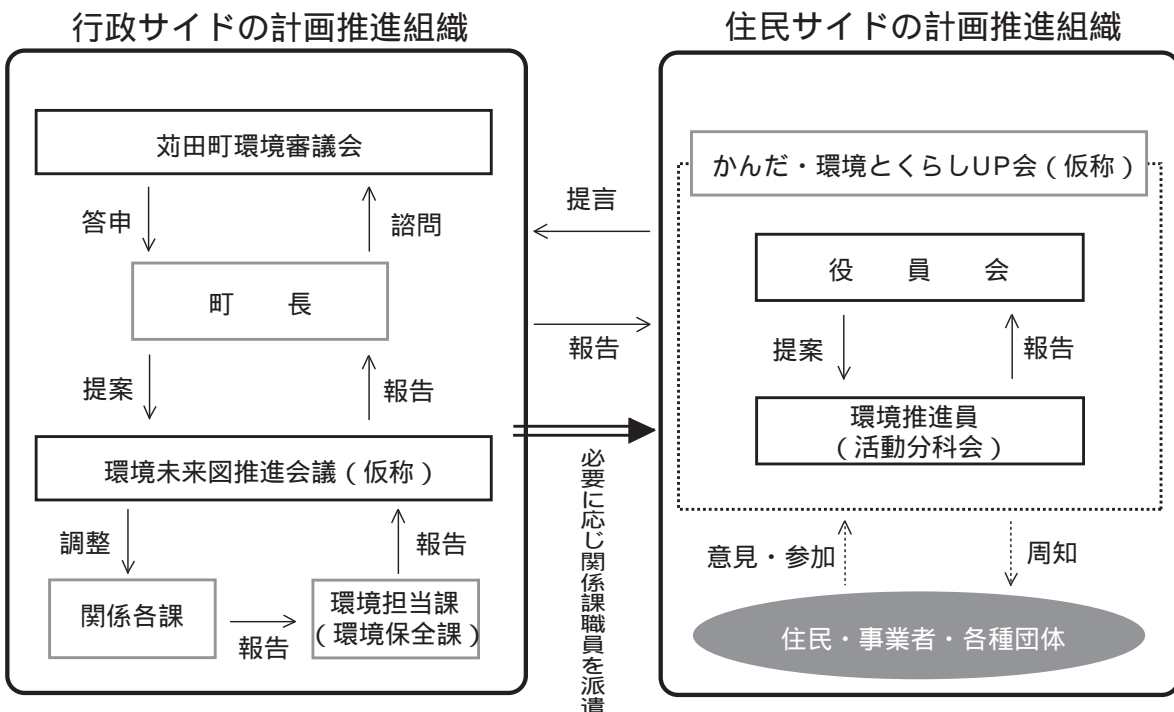 行政サイドの計画推進組織
苅田町環境審議会
答申
諮問
町　長
提案
報告
環境未来図推進会議（仮称）
調整
報告
関係各課
報告
環境担当課
（環境保全課）
提言
報告
必要に応じ関係課職員を派遣
住民サイドの計画推進組織
かんだ・環境とくらしUP会（仮称）
役　員　会
提案
報告
環境推進員
（活動分科会）
意見・参加
周知
住民・事業者・各種団体